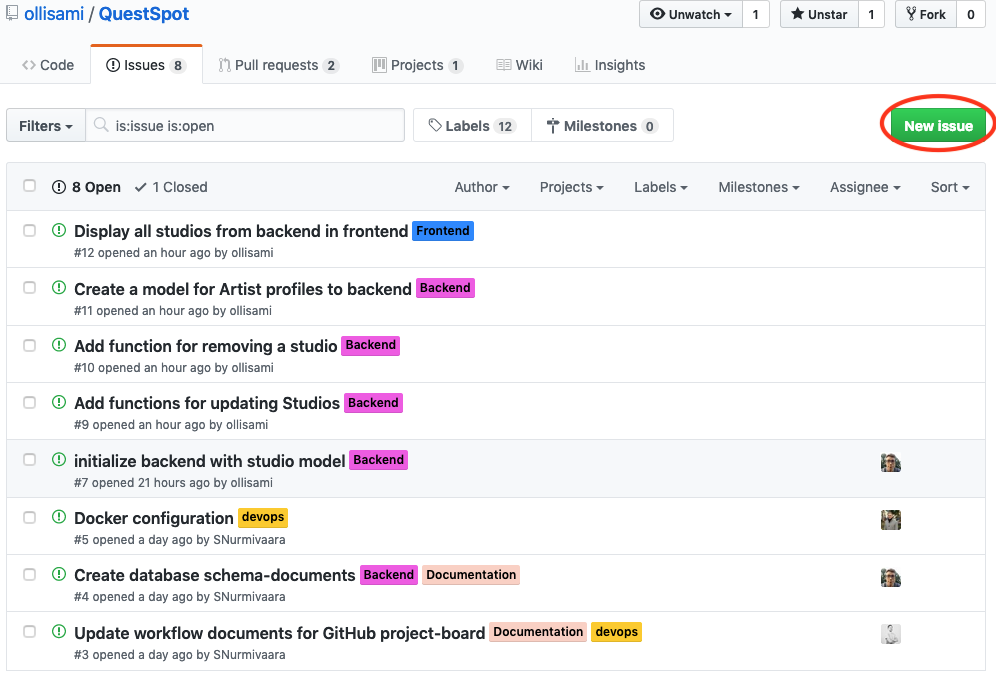 ollisami / QuestSpot Unwatch 1 Unstar 1 Fork 0
Code Issues 8 Pull requests 2 Projects 1 Wiki Insights
Filters is:issue is:open Labels 12 Milestones 0 New issue
8 Open 1 Closed Author Projects Labels Milestones Assignee Sort
Display all studios from backend in frontend Frontend
#12 opened an hour ago by ollisami
Create a model for Artist profiles to backend Backend
#11 opened an hour ago by ollisami
Add function for removing a studio Backend
#10 opened an hour ago by ollisami
Add functions for updating Studios Backend
#9 opened an hour ago by ollisami
initialize backend with studio model Backend
#7 opened 21 hours ago by ollisami
Docker configuration devops
#5 opened a day ago by SNurmivaara
Create database schema-documents Backend Documentation
#4 opened a day ago by SNurmivaara
Update workflow documents for GitHub project-board Documentation devops
#3 opened a day ago by SNurmivaara